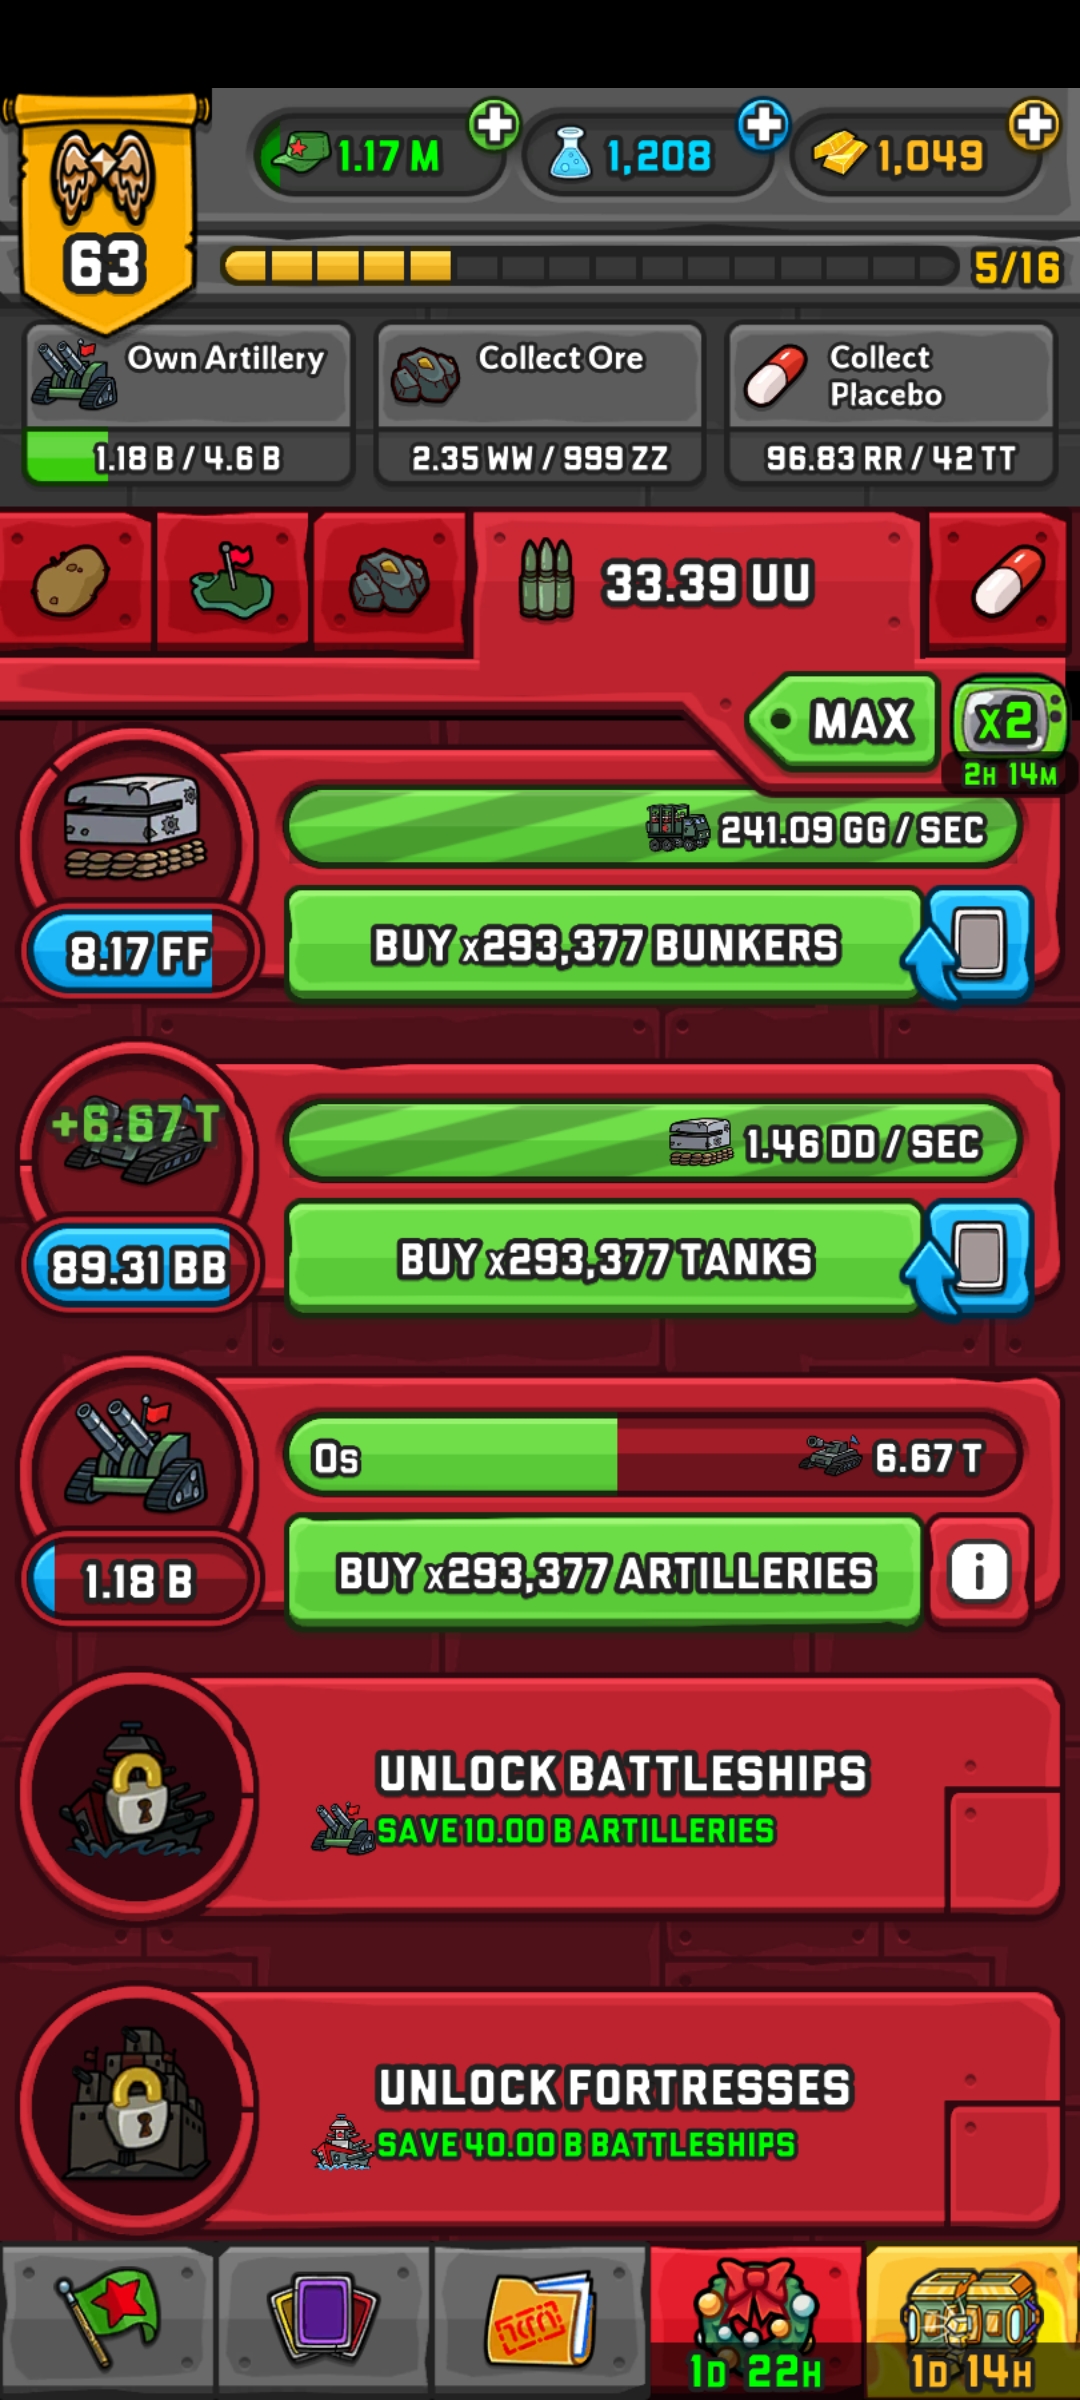 1.17 M
1,208
1,049
63
5/16
Own Artillery
1.18 B / 4.6 B
Collect Ore
2.35 WW / 999 ZZ
Collect
Placebo
96.83 RR / 42 TT
33.39 UU
MAX
x2
2H 14M
241.09 GG / SEC
8.17 FF
BUY x293,377 BUNKERS
+6.67 T
1.46 DD / SEC
89.31 BB
BUY x293,377 TANKS
0s
6.67 T
1.18 B
BUY x293,377 ARTILLERIES
i
UNLOCK BATTLESHIPS
SAVE 10.00 B ARTILLERIES
UNLOCK FORTRESSES
SAVE 40.00 B BATTLESHIPS
1D 22H
1D 14H